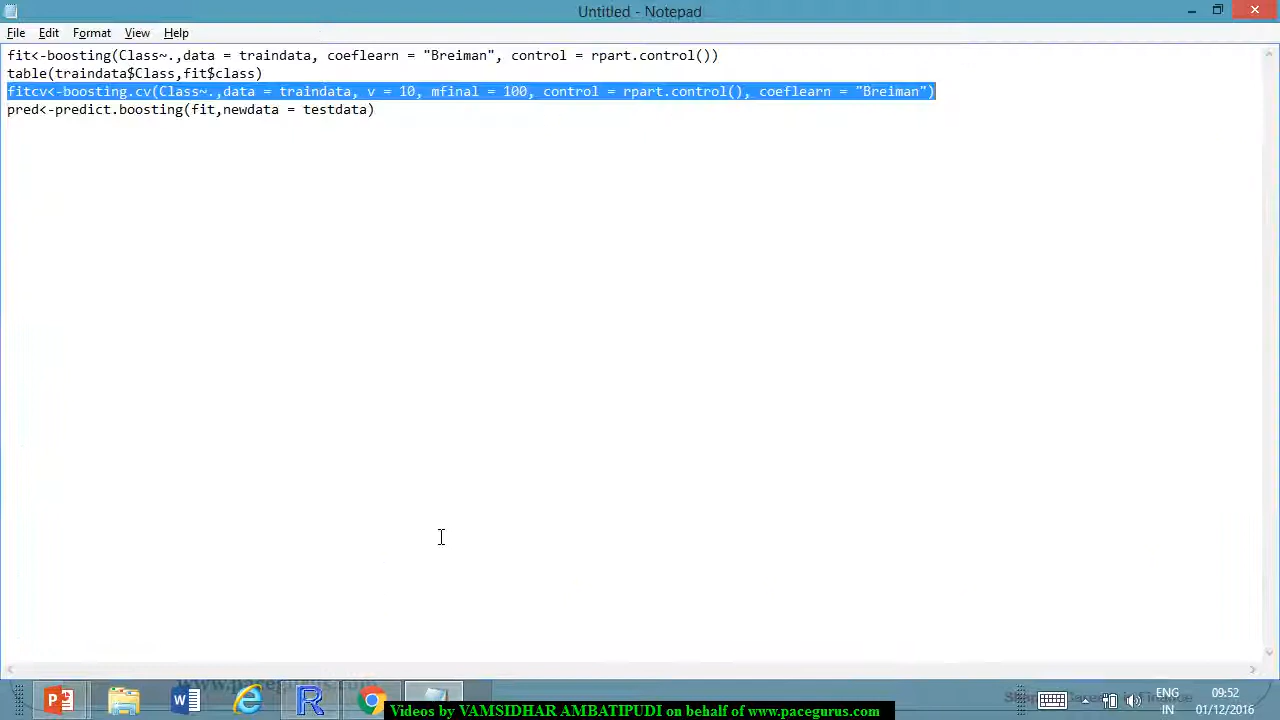 Untitled - Notepad
File Edit Format View Help
fit<-boosting(Class~.,data = traindata, coeflearn = "Breiman", control = rpart.control())
table(traindata$Class,fit$class)
fitcv<-boosting.cv(Class~.,data = traindata, v = 10, mfinal = 100, control = rpart.control(), coeflearn = "Breiman")
pred<-predict.boosting(fit,newdata = testdata)
www.pacegurus.com
ENG 09:52
IN 01/12/2016
Videos by VAMSIDHAR AMBATIPUDI on behalf of www.pacegurus.com